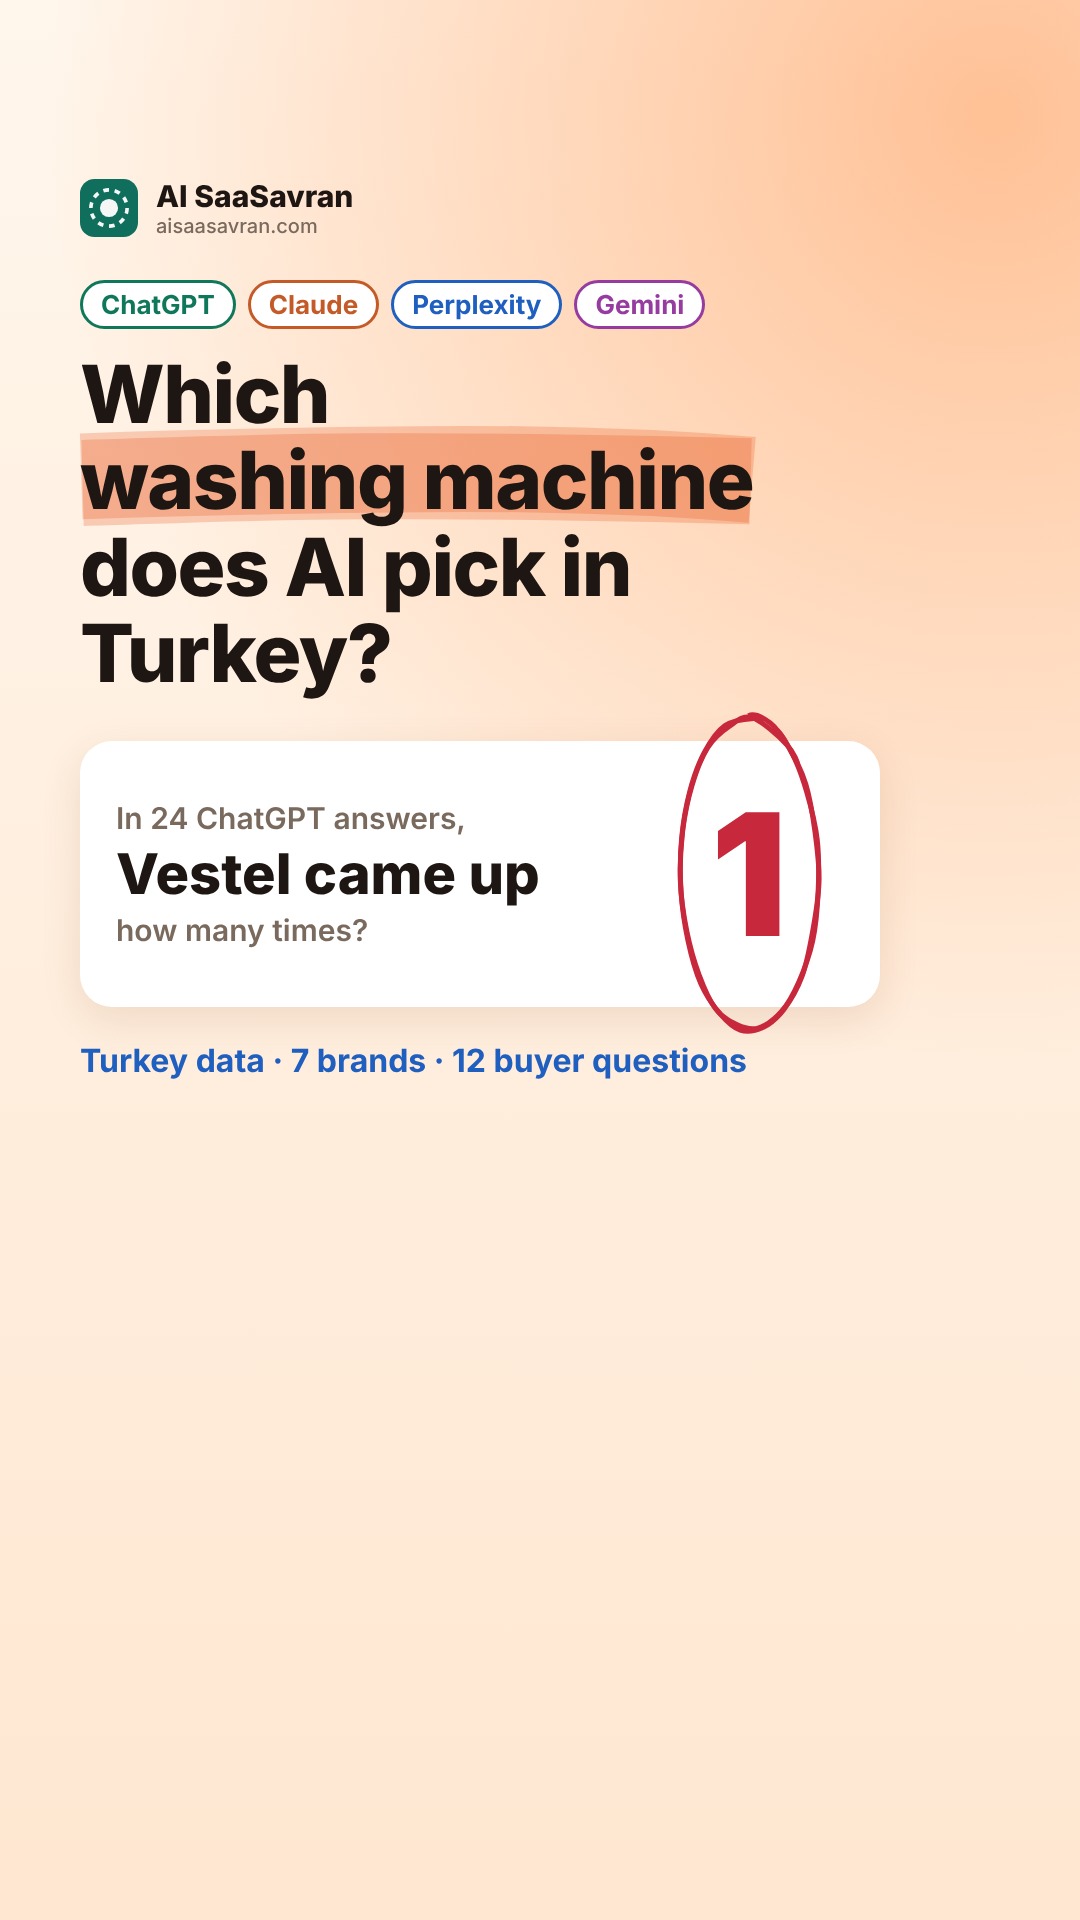 AI SaaSavran
aisaasavran.com
ChatGPT Claude Perplexity Gemini
Which
washing machine
does AI pick in
Turkey?
In 24 ChatGPT answers,
Vestel came up
how many times?
1
Turkey data · 7 brands · 12 buyer questions